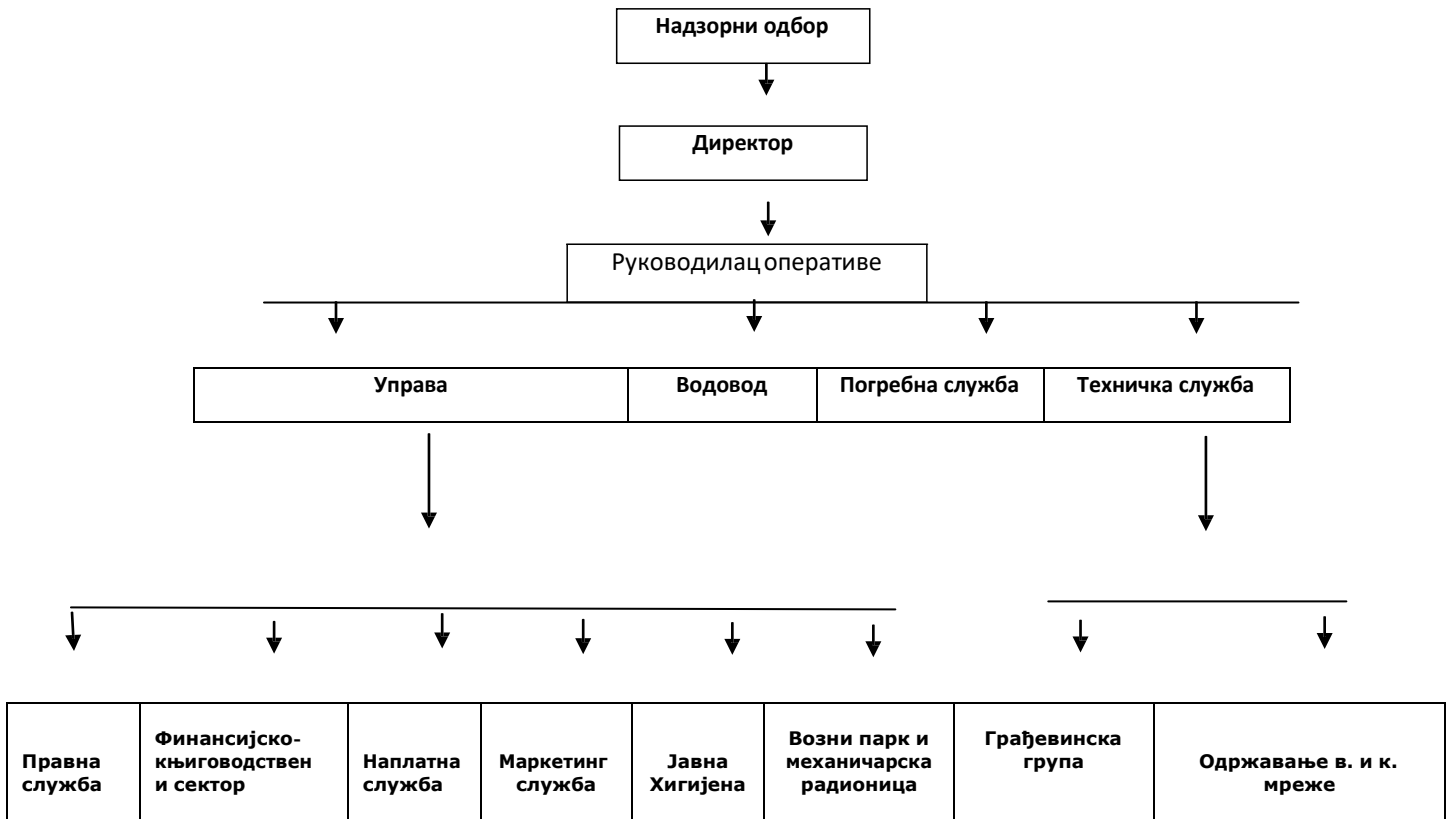 Надзорни одбор
Директор
Руководилац оперативе
Управа
Водовод
Погребна служба
Техничка служба
Правна
служба
Финансијско-
књиговодствен
и сектор
Наплатна
служба
Маркетинг
служба
Јавна
Хигијена
Возни парк и
механичарска
радионица
Грађевинска
група
Одржавање в. и к.
мреже